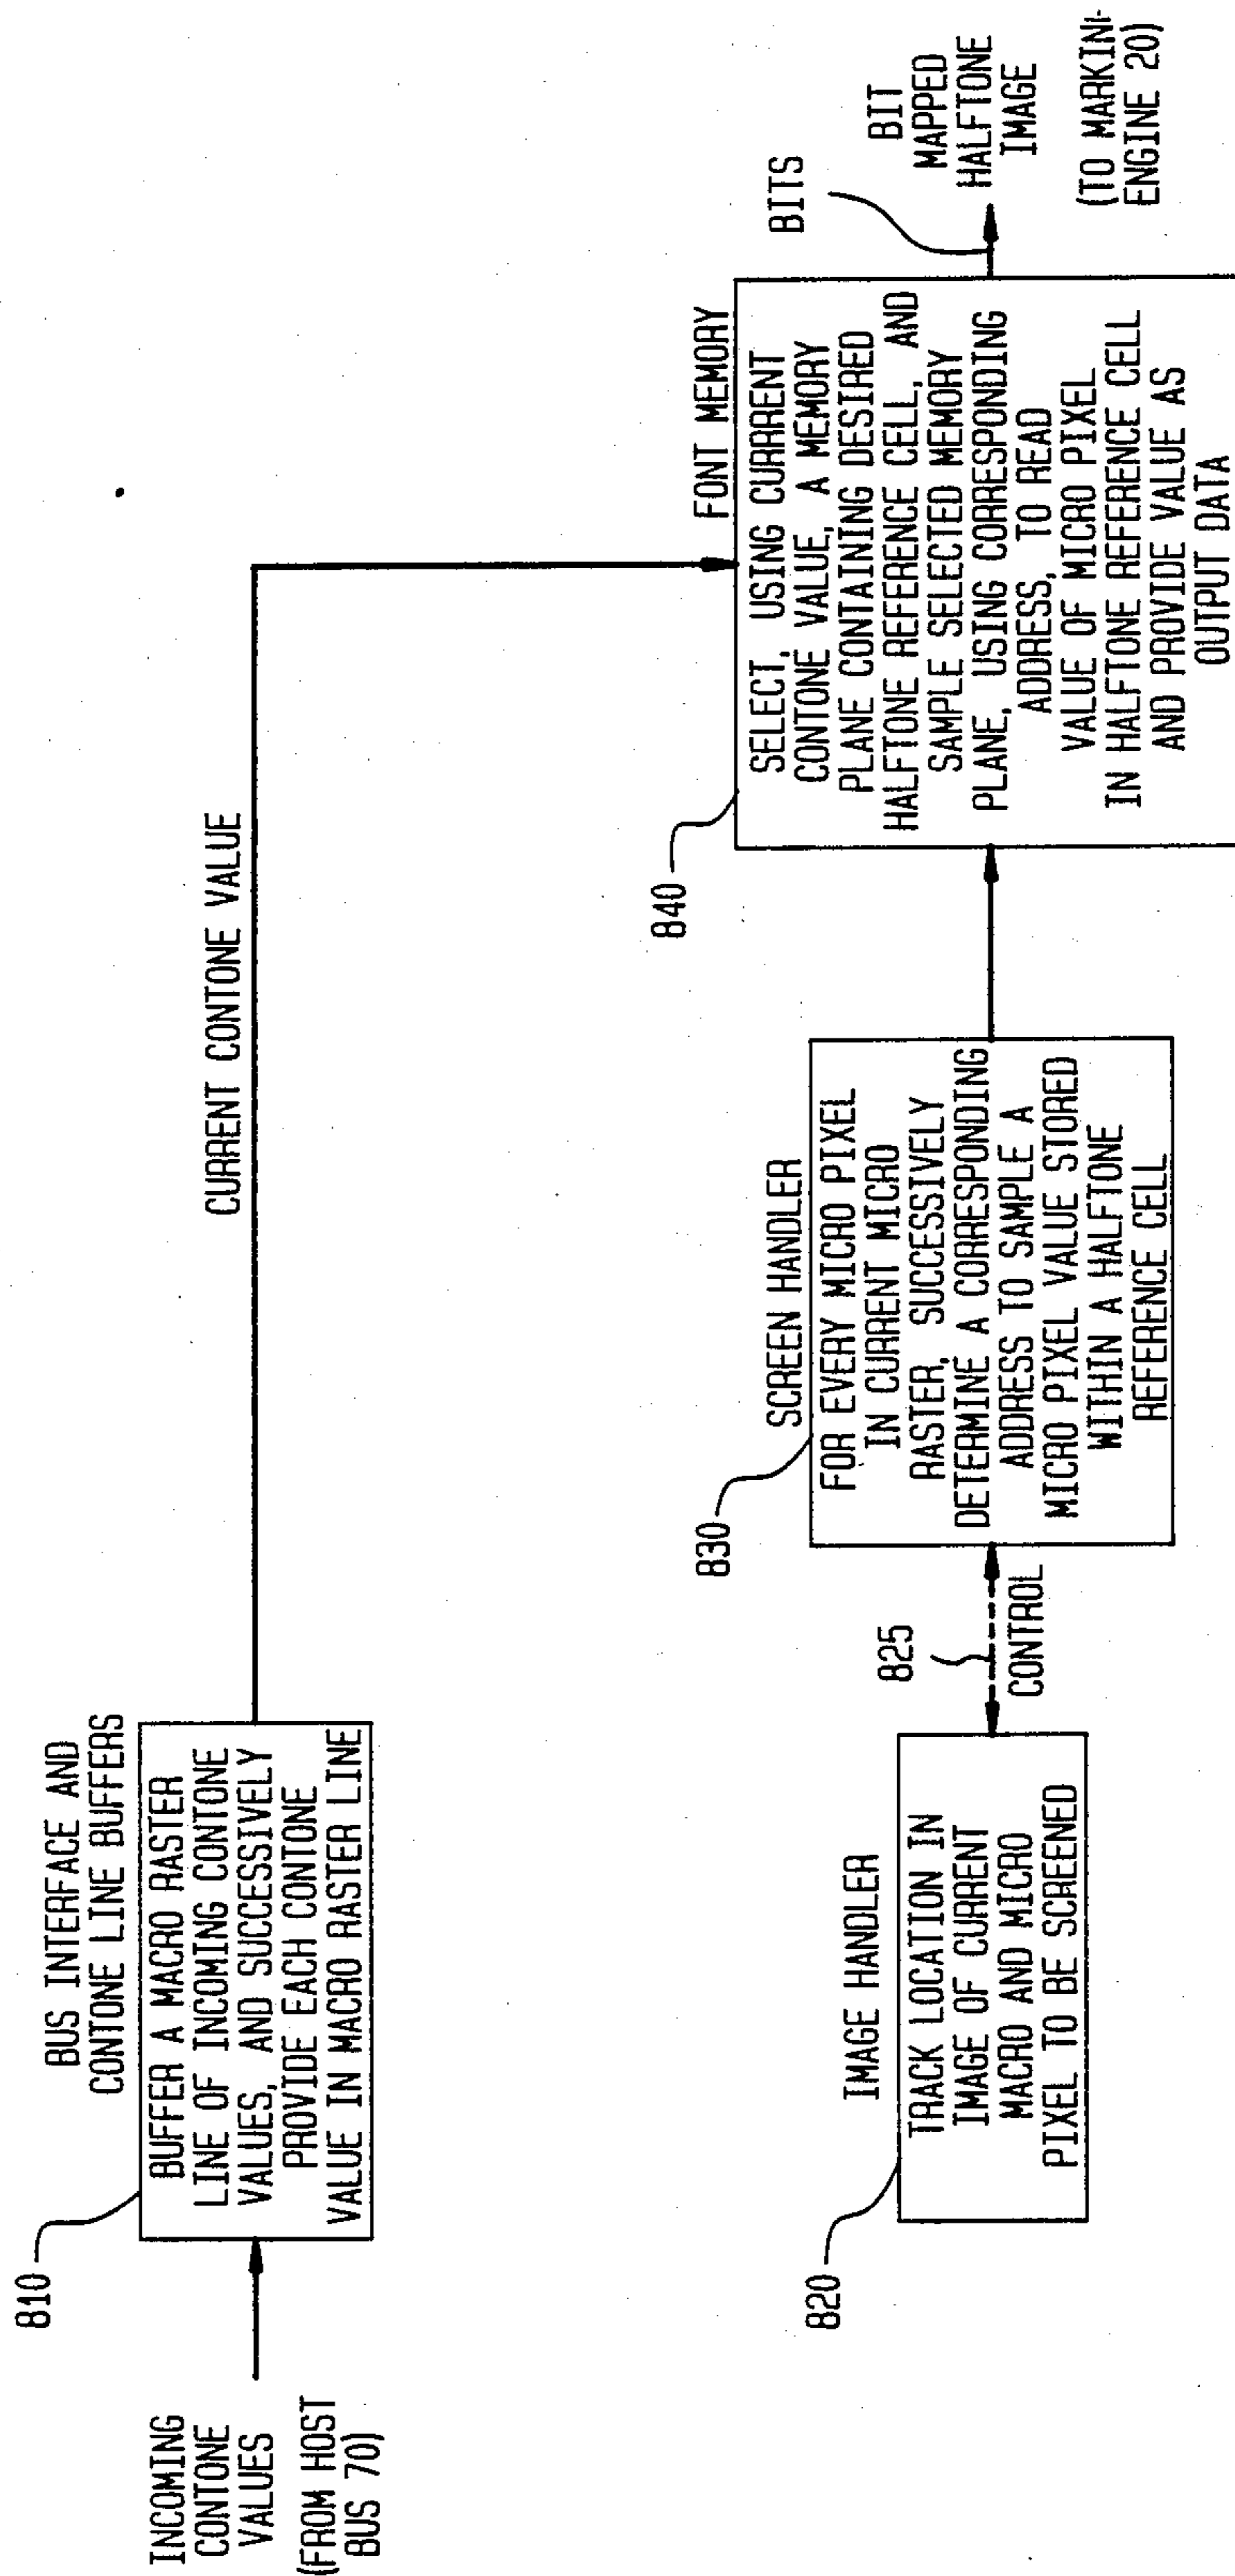 INCOMING
CONTONE
VALUES
(FROM HOST
BUS 70)
810
BUS INTERFACE AND
CONTONE LINE BUFFERS
BUFFER A MACRO RASTER
LINE OF INCOMING CONTONE
VALUES, AND SUCCESSIVELY
PROVIDE EACH CONTONE
VALUE IN MACRO RASTER LINE
CURRENT CONTONE VALUE
820
IMAGE HANDLER
TRACK LOCATION IN
IMAGE OF CURRENT
MACRO AND MICRO
PIXEL TO BE SCREENED
825
CONTROL
830
SCREEN HANDLER
FOR EVERY MICRO PIXEL
IN CURRENT MICRO
RASTER, SUCCESSIVELY
DETERMINE A CORRESPONDING
ADDRESS TO SAMPLE A
MICRO PIXEL VALUE STORED
WITHIN A HALFTONE
REFERENCE CELL
840
FONT MEMORY
SELECT, USING CURRRENT
CONTONE VALUE, A MEMORY
PLANE CONTAINING DESIRED
HALFTONE REFERENCE CELL, AND
SAMPLE SELECTED MEMORY
PLANE, USING CORRESPONDING
ADDRESS, TO READ
VALUE OF MICRO PIXEL
IN HALFTONE REFERENCE CELL
AND PROVIDE VALUE AS
OUTPUT DATA
BITS
BIT
MAPPED
HALFTONE
IMAGE
(TO MARKING
ENGINE 20)